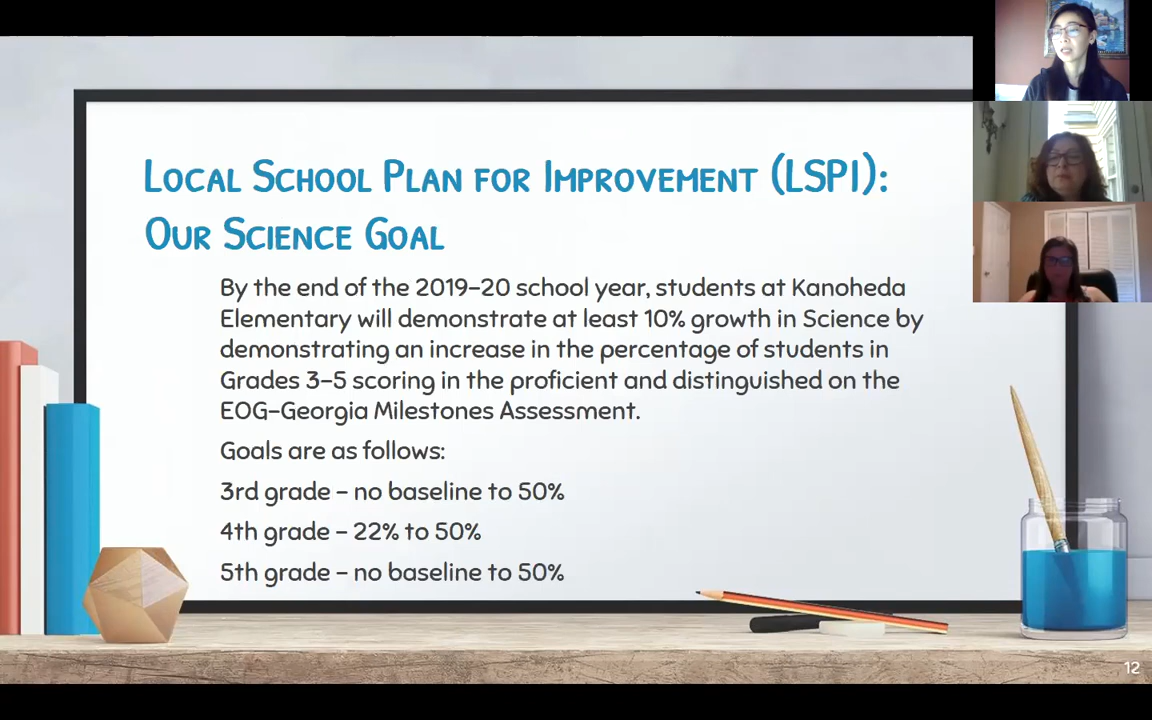 Local School Plan for Improvement (LSPI):
Our Science Goal
By the end of the 2019-20 school year, students at Kanoheda
Elementary will demonstrate at least 10% growth in Science by
demonstrating an increase in the percentage of students in
Grades 3-5 scoring in the proficient and distinguished on the
EOG-Georgia Milestones Assessment.
Goals are as follows:
3rd grade - no baseline to 50%
4th grade - 22% to 50%
5th grade - no baseline to 50%
12